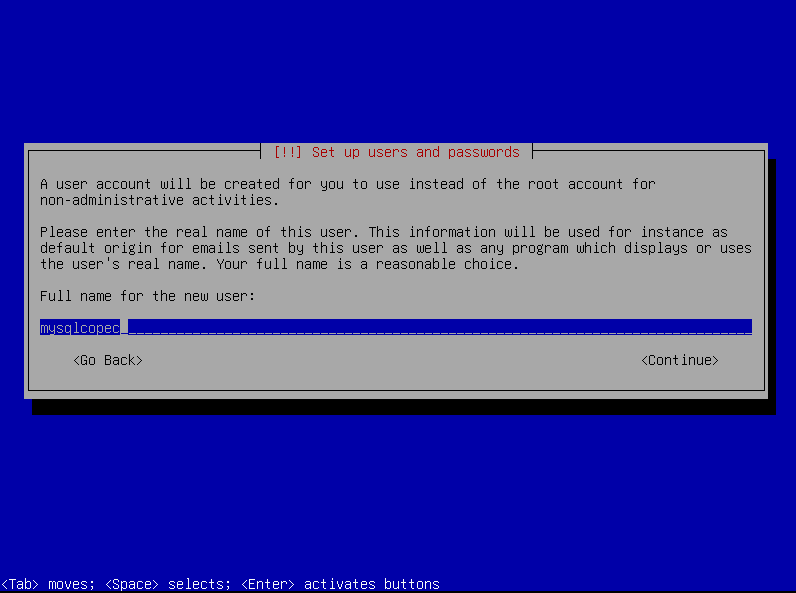 [!!] Set up users and passwords
A user account will be created for you to use instead of the root account for
non-administrative activities.
Please enter the real name of this user. This information will be used for instance as
default origin for emails sent by this user as well as any program which displays or uses
the user's real name. Your full name is a reasonable choice.
Full name for the new user:
mysqlcopec
<Go Back> <Continue>
<Tab> moves; <Space> selects; <Enter> activates buttons